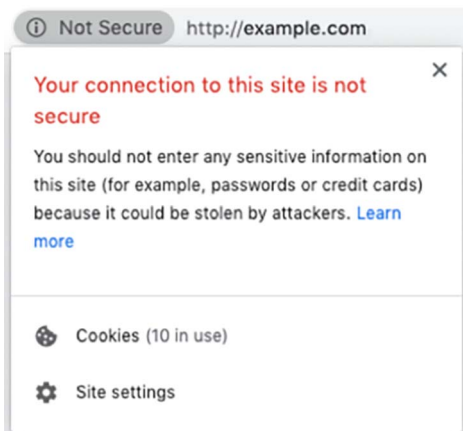 Not Secure http://example.com
Your connection to this site is not
secure
You should not enter any sensitive information on
this site (for example, passwords or credit cards)
because it could be stolen by attackers. Learn
more
Cookies (10 in use)
Site settings